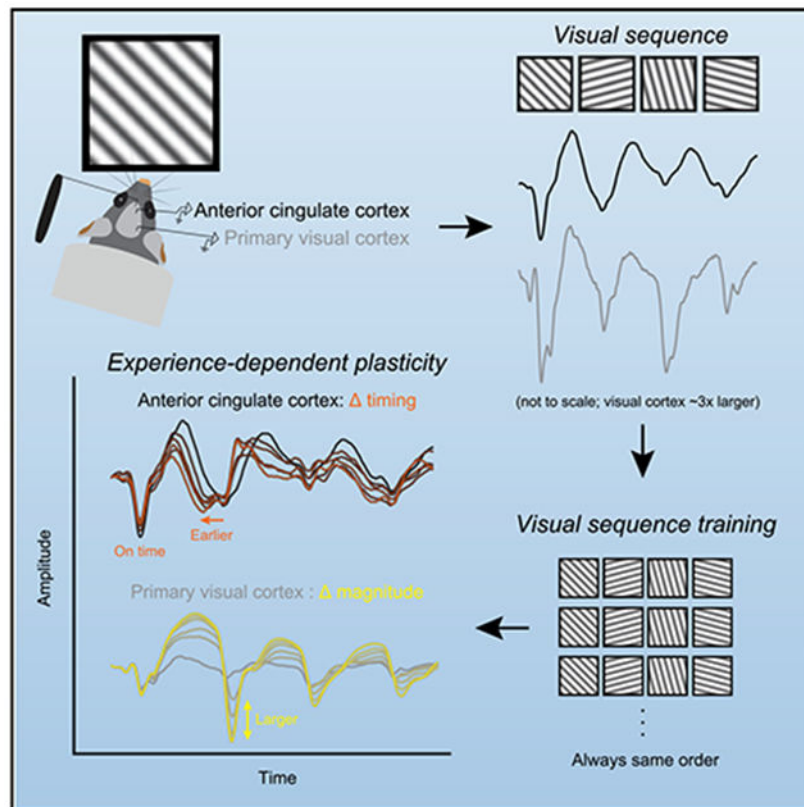 Visual sequence
Anterior cingulate cortex
Primary visual cortex
(not to scale; visual cortex ~3x larger)
Experience-dependent plasticity
Anterior cingulate cortex: Δ timing
On time
Earlier
Primary visual cortex : Δ magnitude
Larger
Amplitude
Time
Visual sequence training
Always same order